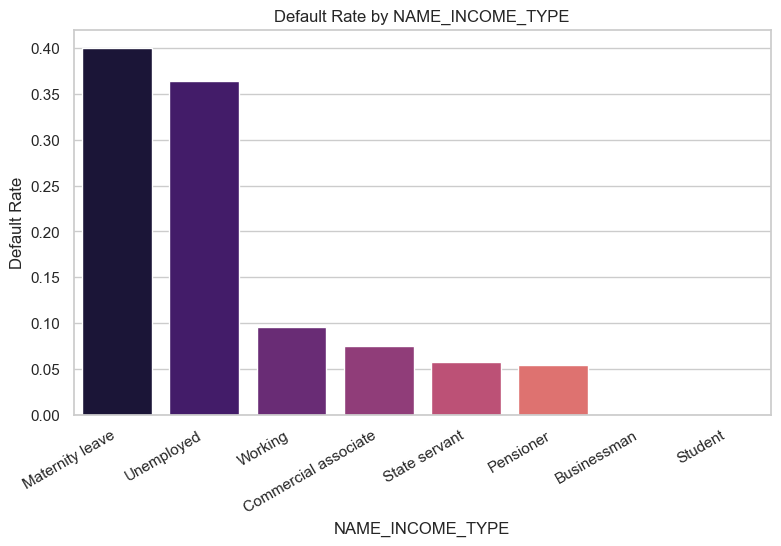 Default Rate by NAME_INCOME_TYPE
Default Rate
0.40
0.35
0.30
0.25
0.20
0.15
0.10
0.05
0.00
Maternity leave
Unemployed
Working
Commercial associate
State servant
Pensioner
Businessman
Student
NAME_INCOME_TYPE